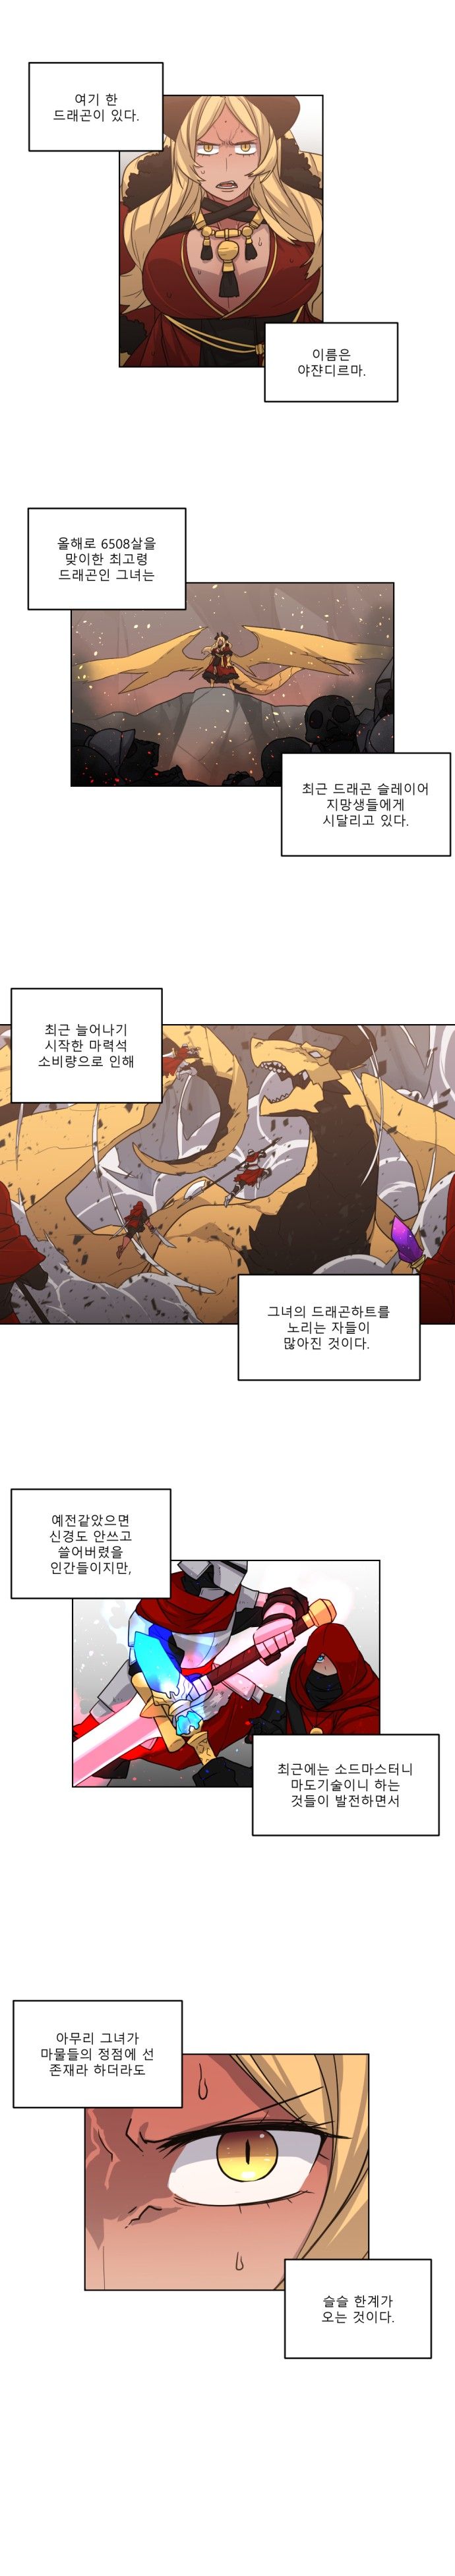 여기 한
드래곤이 있다.
이름은
야쟌디르마.
올해로 6508살을
맞이한 최고령
드래곤인 그녀는
최근 드래곤 슬레이어
지망생들에게
시달리고 있다.
최근 늘어나기
시작한 마력석
소비량으로 인해
그녀의 드래곤하트를
노리는 자들이
많아진 것이다.
예전같았으면
신경도 안쓰고
쓸어버렸을
인간들이지만,
최근에는 소드마스터니
마도기술이니 하는
것들이 발전하면서
아무리 그녀가
마물들의 정점에 선
존재라 하더라도
슬슬 한계가
오는 것이다.